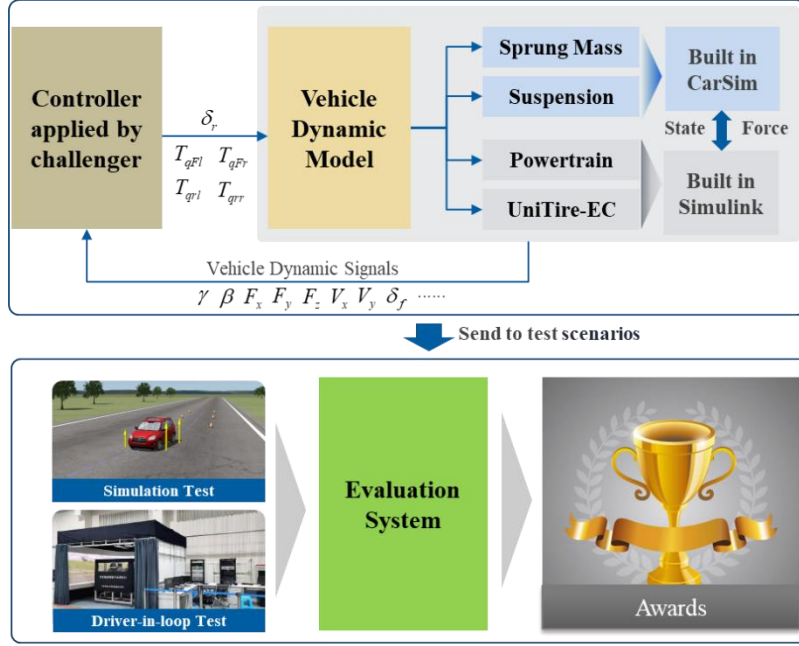 Controller
applied by
challenger
δr
TqFl TqFr
Tqrl Tqrr
Vehicle
Dynamic
Model
Sprung Mass
Suspension
Powertrain
UniTire-EC
Built in
CarSim
State Force
Built in
Simulink
Vehicle Dynamic Signals
γ β Fx Fy Fz Vx Vy δf ......
Send to test scenarios
Simulation Test
Driver-in-loop Test
Evaluation
System
Awards